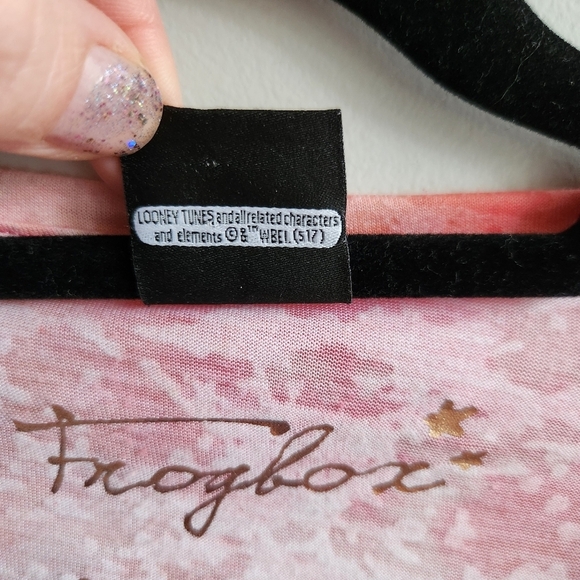 LOONEY TUNES and all related characters
and elements © & ™ WBEI. (s17)
Frogbox